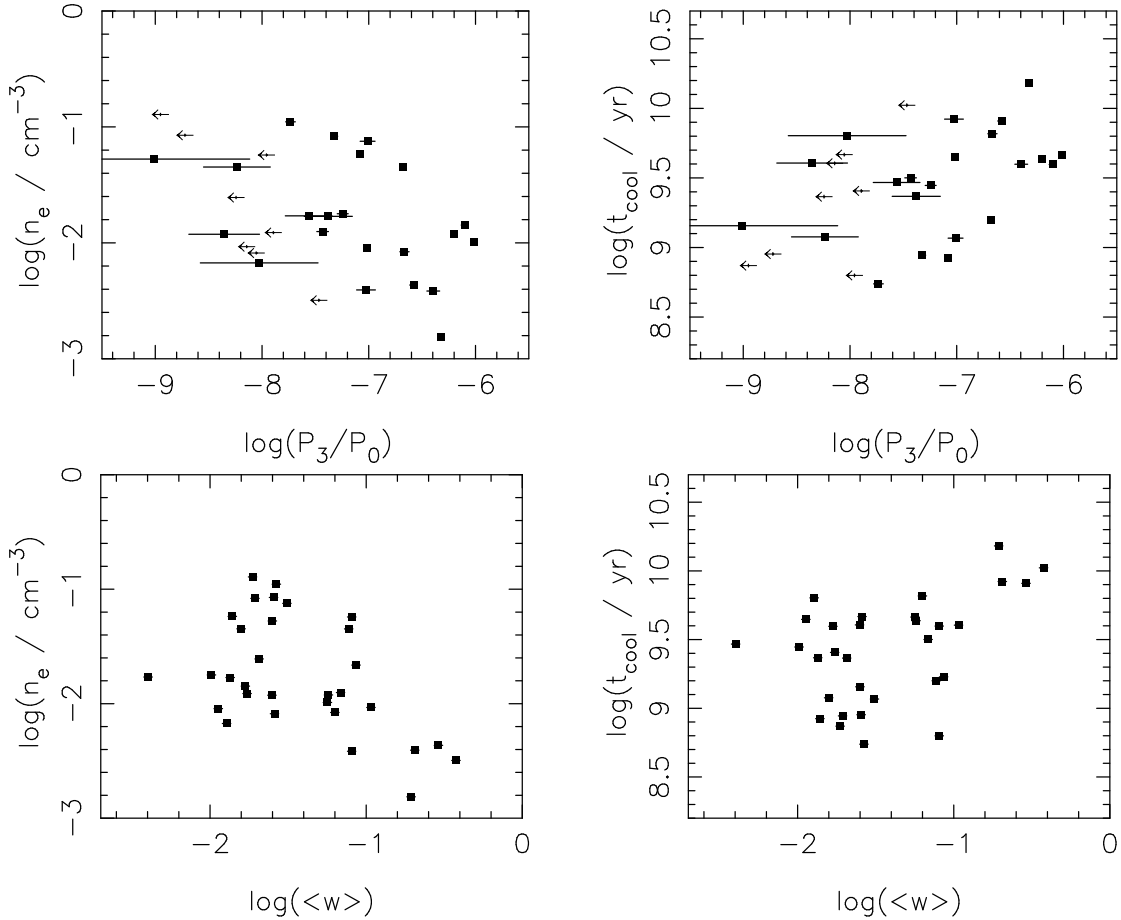 0
−1
−2
−3
log(n_e / cm^−3)
−9 −8 −7 −6
log(P_3/P_0)
10.5
10
9.5
9
8.5
log(t_cool / yr)
−9 −8 −7 −6
log(P_3/P_0)
0
−1
−2
−3
log(n_e / cm^−3)
−2 −1 0
log(<w>)
10.5
10
9.5
9
8.5
log(t_cool / yr)
−2 −1 0
log(<w>)